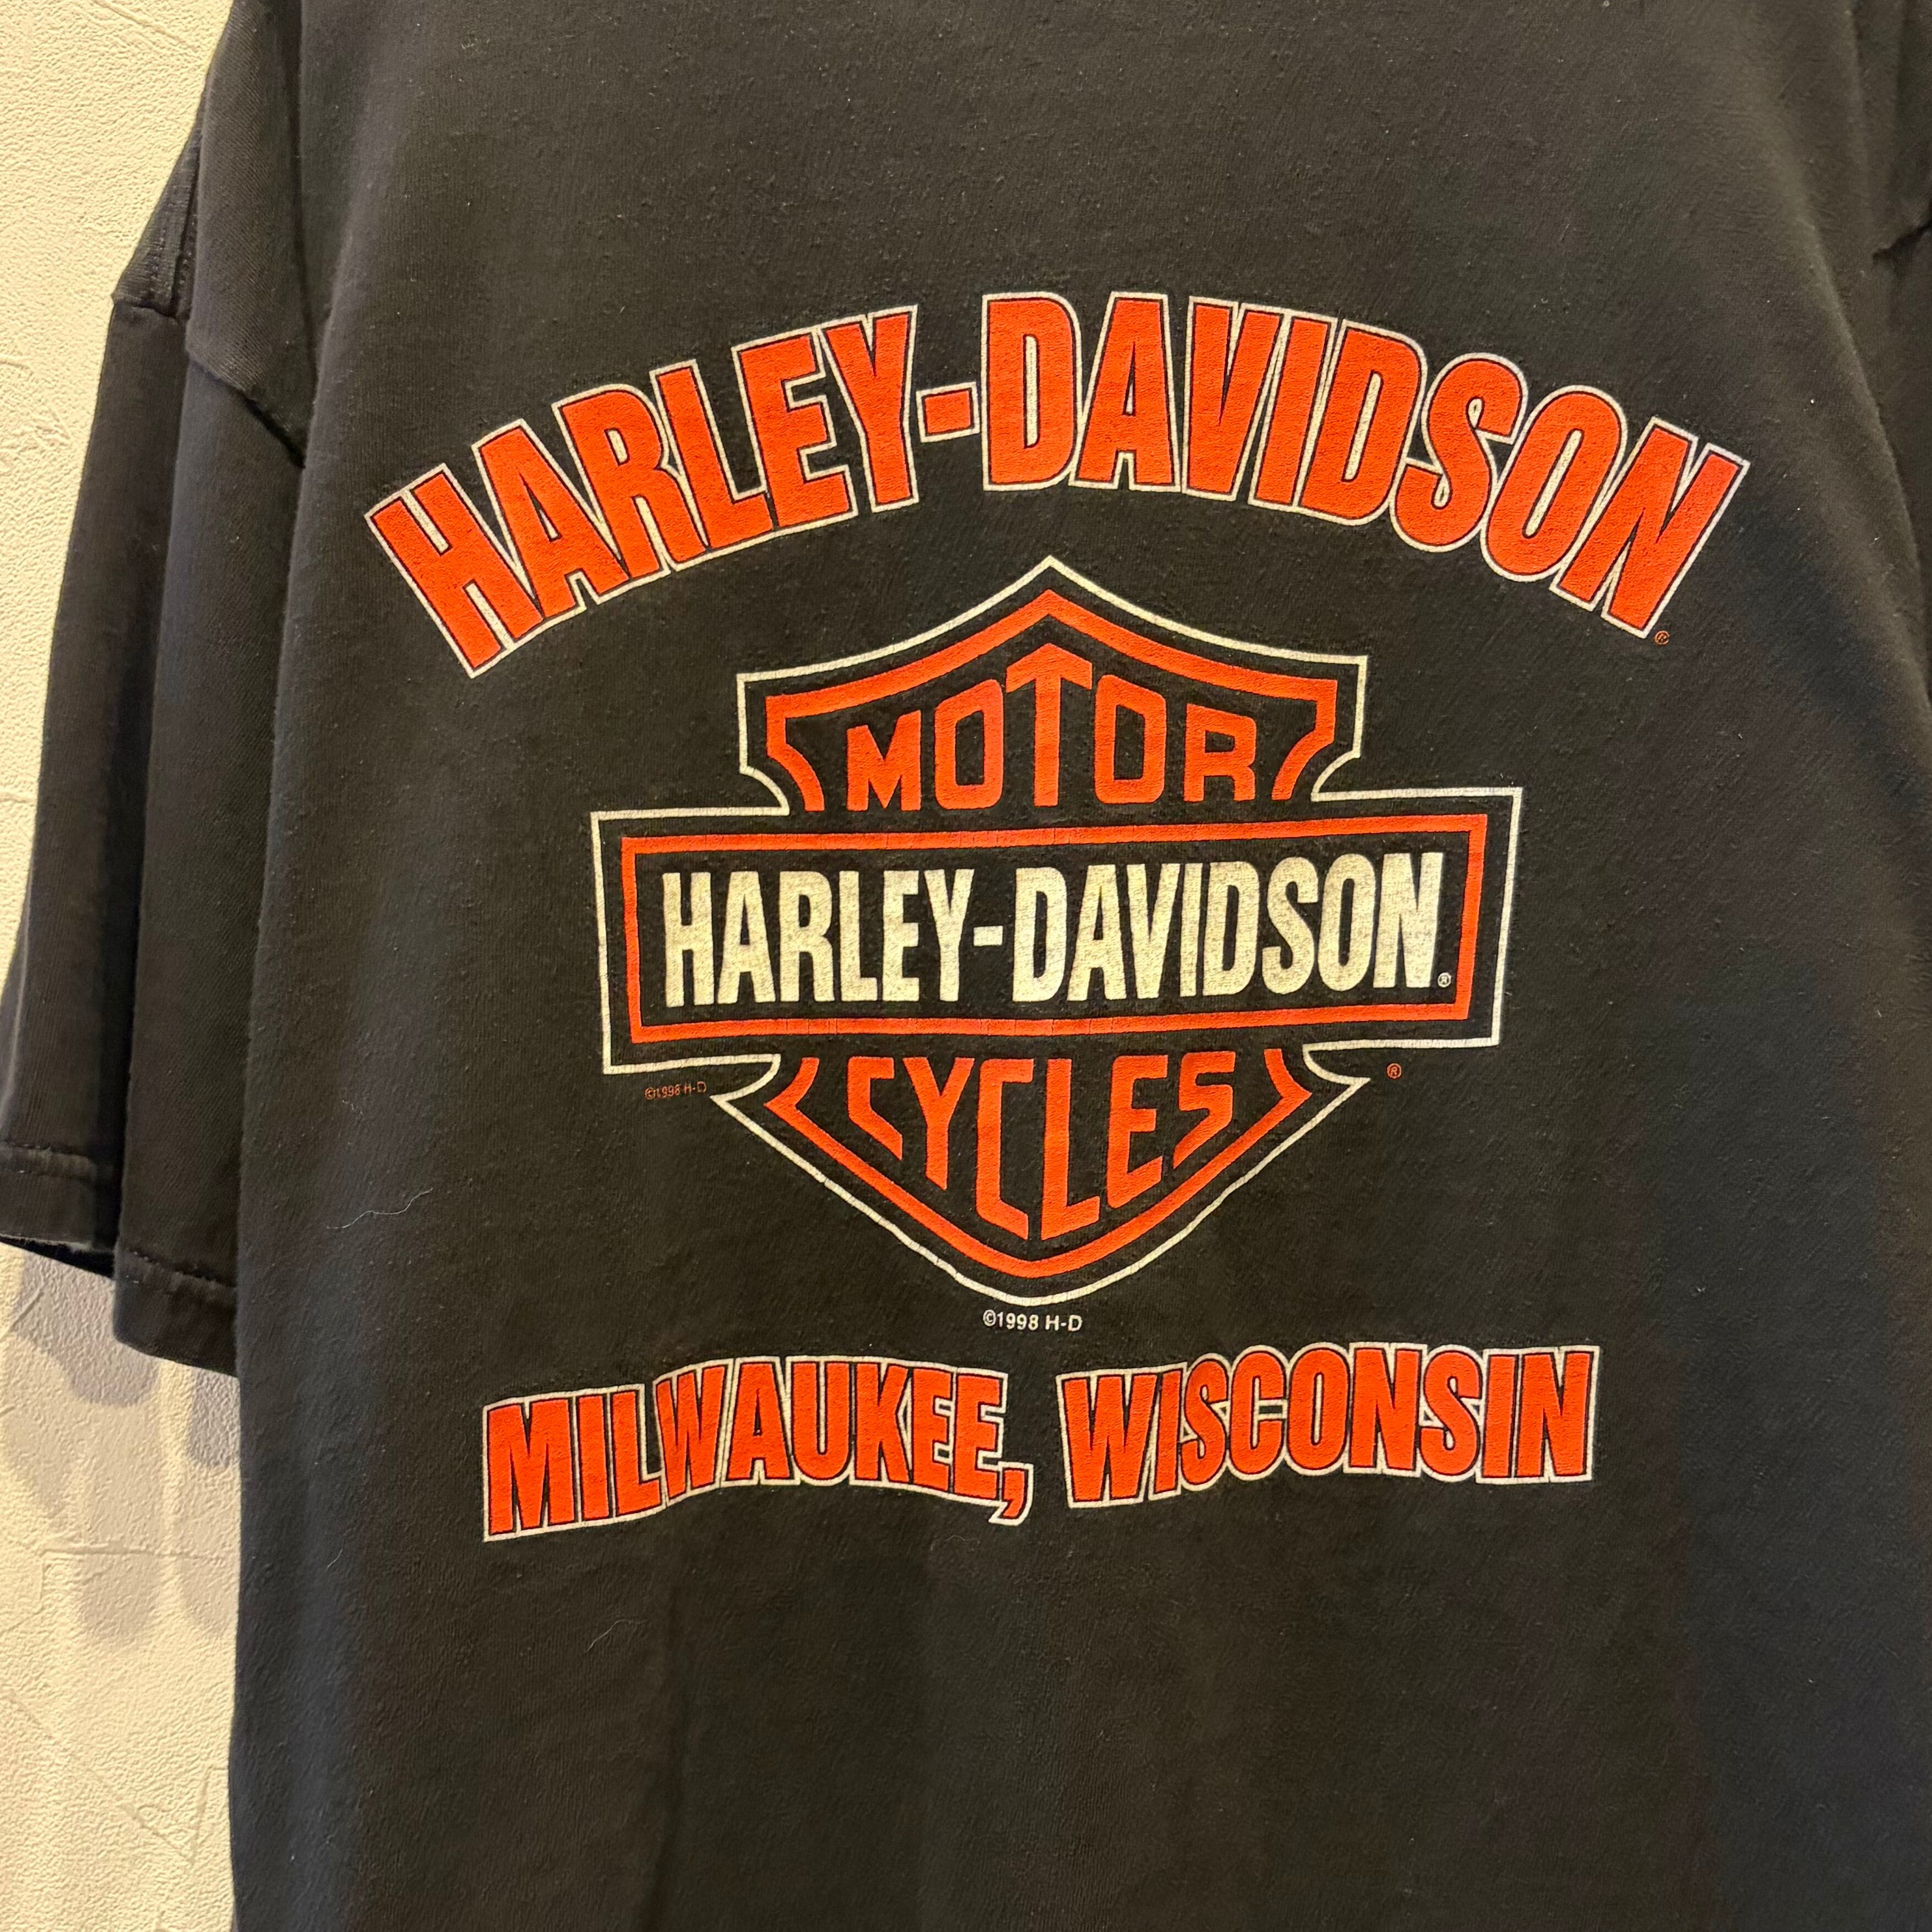 HARLEY-DAVIDSON®
MOTOR
HARLEY-DAVIDSON®
©1998 H-D
CYCLES
®
©1998 H-D
MILWAUKEE, WISCONSIN